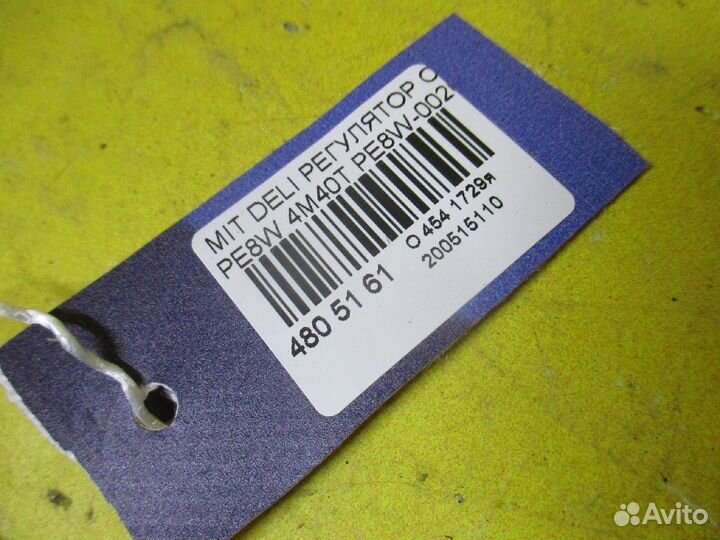 MIT DELI РЕГУЛЯТОР О
PE8W 4M40T PE8W-002
480 51 61
О 454 1729я
200515110
Avito